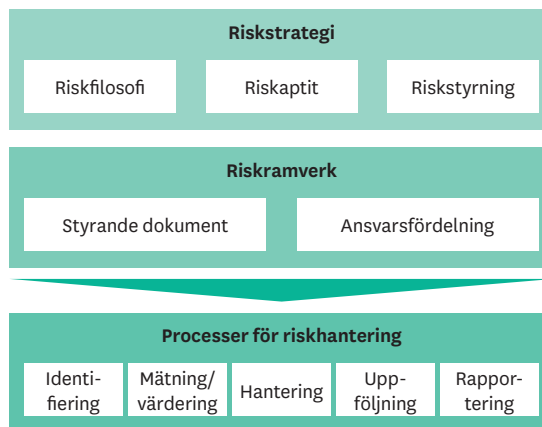 Riskstrategi
Riskfilosofi
Riskaptit
Riskstyrning
Riskramverk
Styrande dokument
Ansvarsfördelning
Processer för riskhantering
Identi-
fiering
Mätning/
värdering
Hantering
Upp-
följning
Rappor-
tering